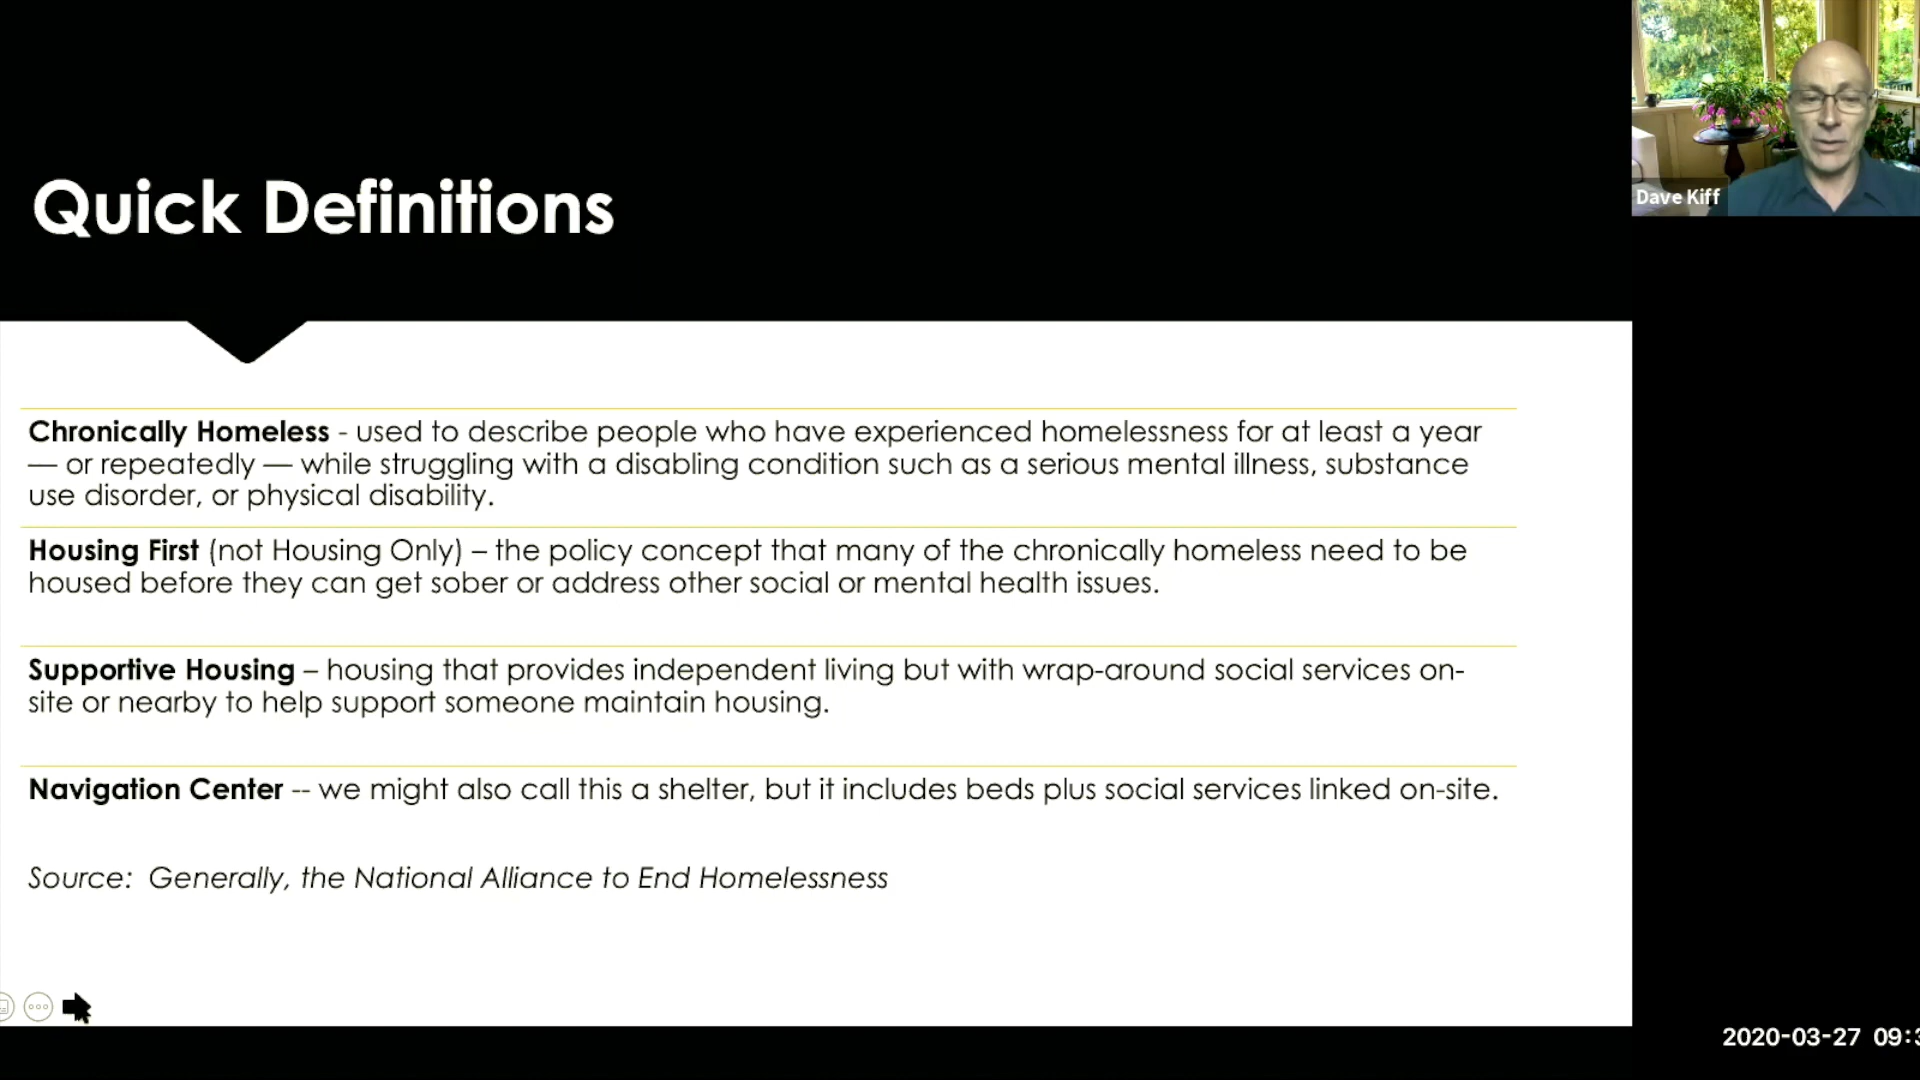 Dave Kiff
Quick Definitions
Chronically Homeless - used to describe people who have experienced homelessness for at least a year
— or repeatedly — while struggling with a disabling condition such as a serious mental illness, substance
use disorder, or physical disability.
Housing First (not Housing Only) – the policy concept that many of the chronically homeless need to be
housed before they can get sober or address other social or mental health issues.
Supportive Housing – housing that provides independent living but with wrap-around social services on-
site or nearby to help support someone maintain housing.
Navigation Center -- we might also call this a shelter, but it includes beds plus social services linked on-site.
Source: Generally, the National Alliance to End Homelessness
2020-03-27 09: